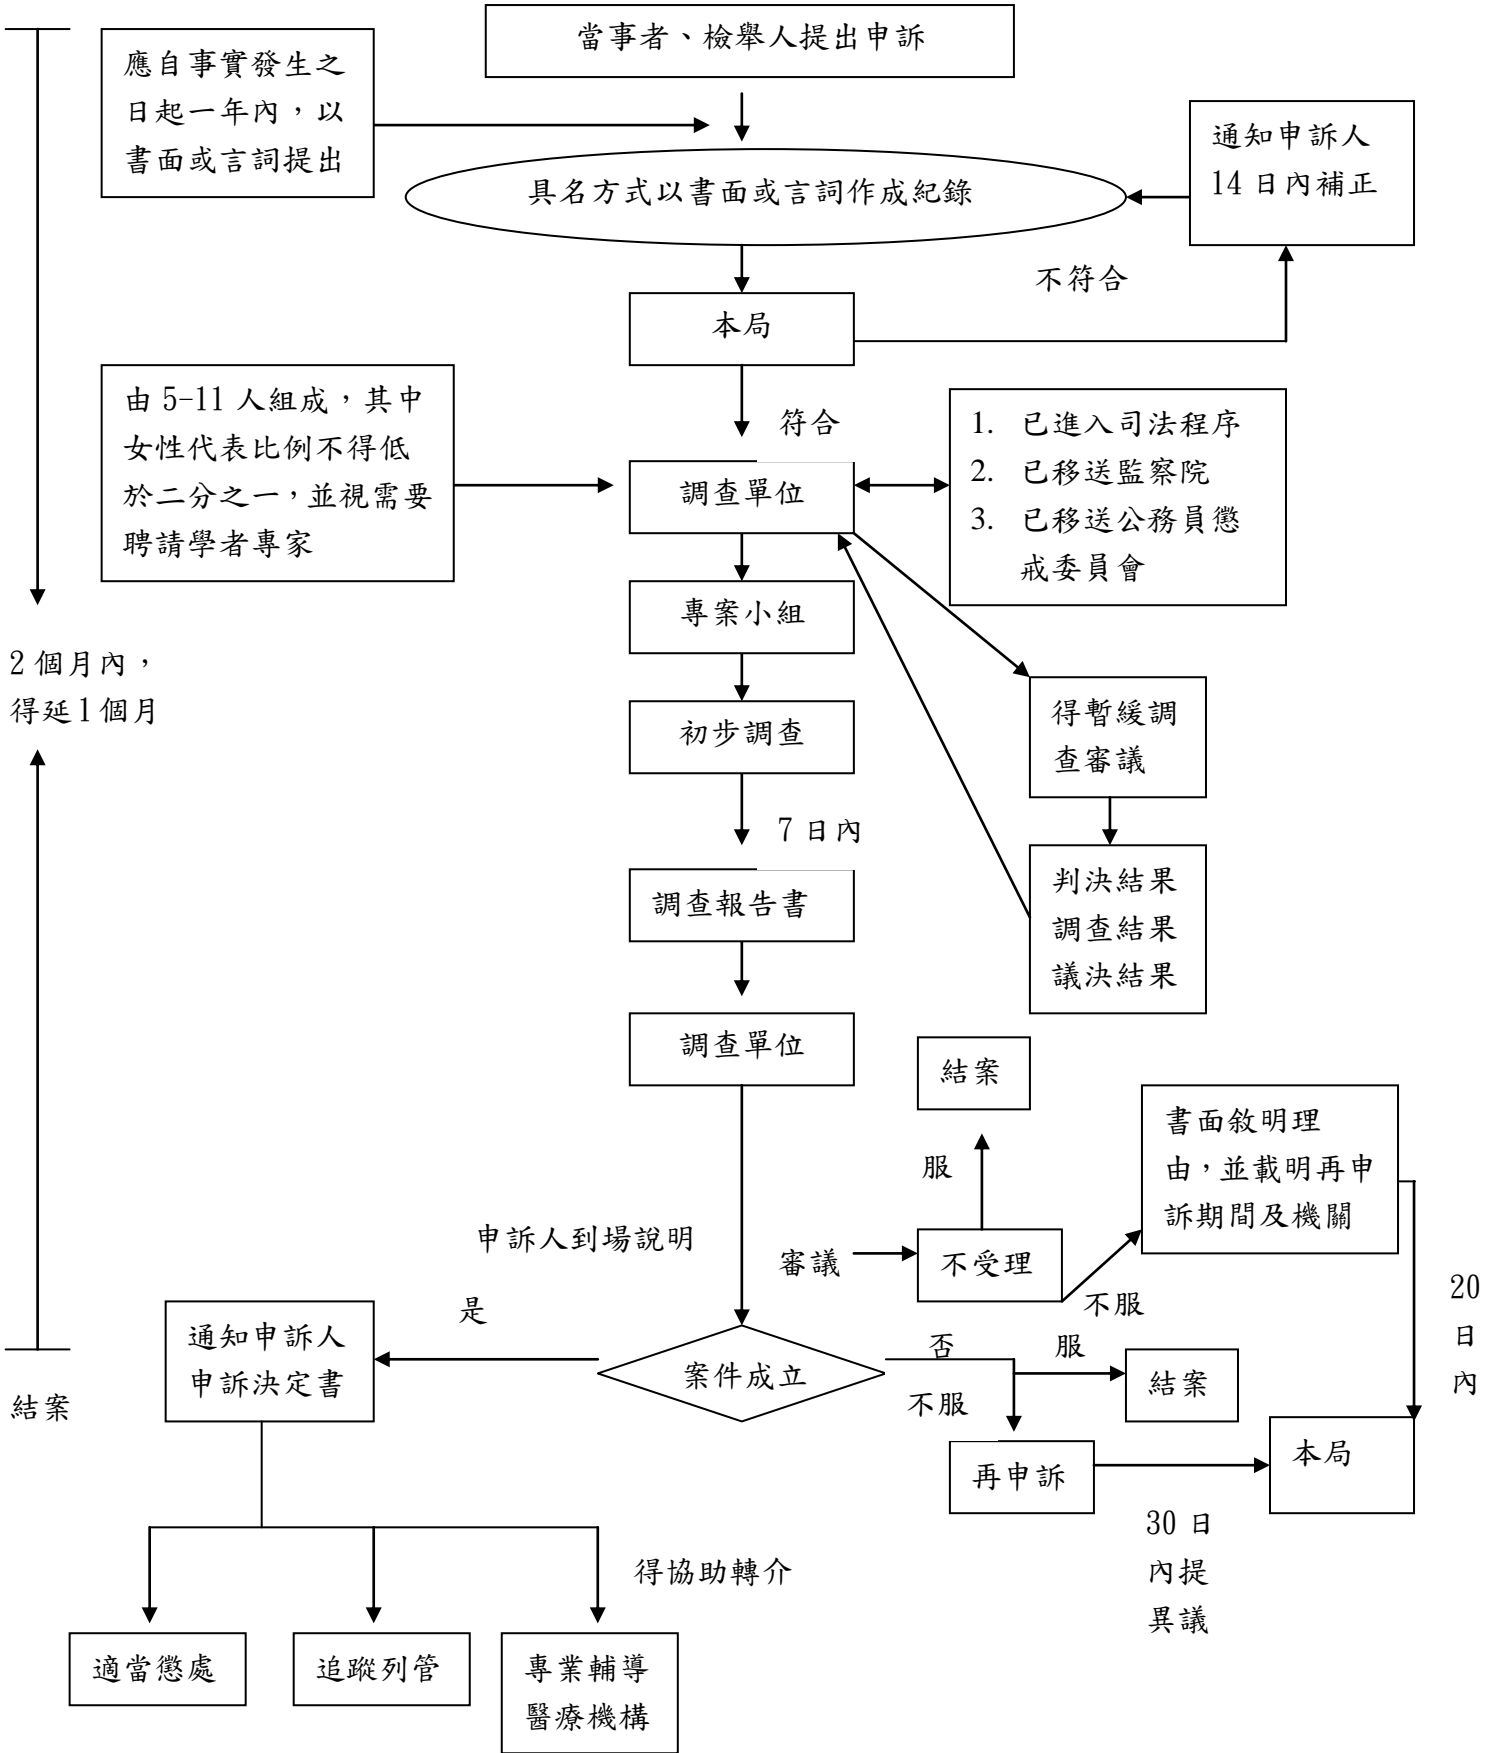 當事者、檢舉人提出申訴
應自事實發生之
日起一年內，以
書面或言詞提出
通知申訴人
14日內補正
具名方式以書面或言詞作成紀錄
不符合
本局
由 5-11 人組成，其中
女性代表比例不得低
於二分之一，並視需要
聘請學者專家
符合
1. 已進入司法程序
2. 已移送監察院
3. 已移送公務員懲
戒委員會
調查單位
專案小組
2個月內，
得延1個月
初步調查
得暫緩調
查審議
7日內
調查報告書
判決結果
調查結果
議決結果
調查單位
結案
書面敘明理
由，並載明再申
訴期間及機關
服
申訴人到場說明
審議
不受理
不服
20
日
內
是
通知申訴人
申訴決定書
案件成立
否
服
不服
結案
結案
再申訴
本局
30日
內提
異議
得協助轉介
適當懲處
追蹤列管
專業輔導
醫療機構